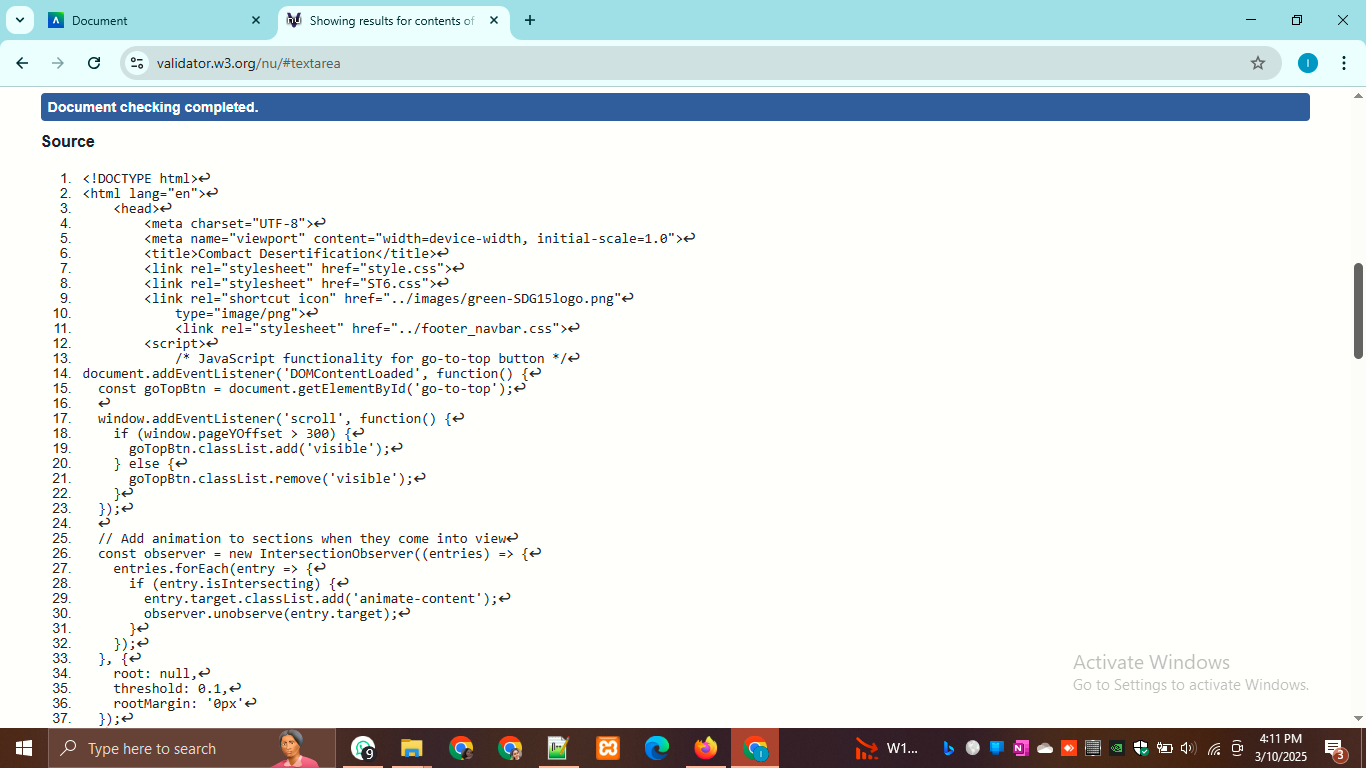 Document
Showing results for contents of
validator.w3.org/nu/#textarea
I
Document checking completed.
Source
1. <!DOCTYPE html>↩
2. <html lang="en">↩
3.     <head>↩
4.         <meta charset="UTF-8">↩
5.         <meta name="viewport" content="width=device-width, initial-scale=1.0">↩
6.         <title>Combact Desertification</title>↩
7.         <link rel="stylesheet" href="style.css">↩
8.         <link rel="stylesheet" href="ST6.css">↩
9.         <link rel="shortcut icon" href="../images/green-SDG15logo.png"↩
10.             type="image/png">↩
11.             <link rel="stylesheet" href="../footer_navbar.css">↩
12.         <script>↩
13.             /* JavaScript functionality for go-to-top button */↩
14. document.addEventListener('DOMContentLoaded', function() {↩
15.   const goTopBtn = document.getElementById('go-to-top');↩
16.   ↩
17.   window.addEventListener('scroll', function() {↩
18.     if (window.pageYOffset > 300) {↩
19.       goTopBtn.classList.add('visible');↩
20.     } else {↩
21.       goTopBtn.classList.remove('visible');↩
22.     }↩
23.   });↩
24.   ↩
25.   // Add animation to sections when they come into view↩
26.   const observer = new IntersectionObserver((entries) => {↩
27.     entries.forEach(entry => {↩
28.       if (entry.isIntersecting) {↩
29.         entry.target.classList.add('animate-content');↩
30.         observer.unobserve(entry.target);↩
31.       }↩
32.     });↩
33.   }, {↩
34.     root: null,↩
35.     threshold: 0.1,↩
36.     rootMargin: '0px'↩
37.   });↩
Activate Windows
Go to Settings to activate Windows.
Type here to search
9
W1...
4:11 PM
3/10/2025
3